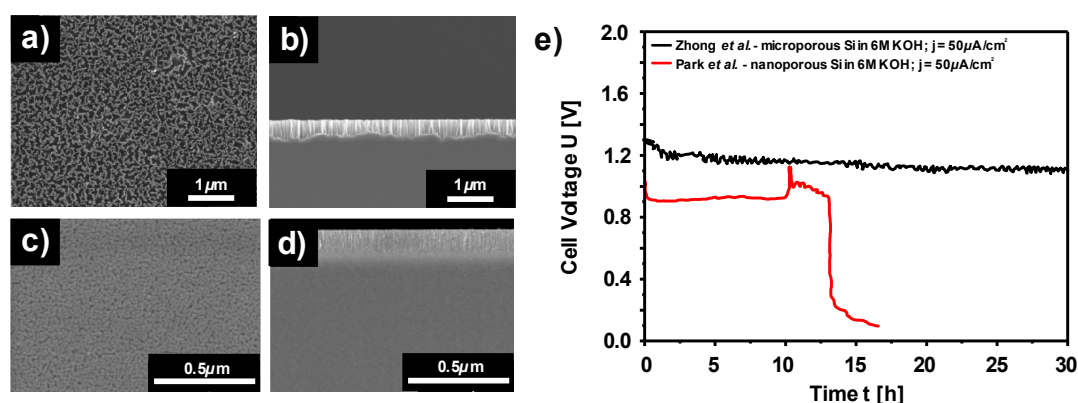 a)
1 µm
b)
1 µm
c)
0.5µm
d)
0.5µm
e)
Zhong et al. - microporous Si in 6M KOH; j = 50µA/cm²
Park et al. - nanoporous Si in 6M KOH; j = 50µA/cm²
Cell Voltage U [V]
2.0
1.6
1.2
0.8
0.4
0.0
0 5 10 15 20 25 30
Time t [h]